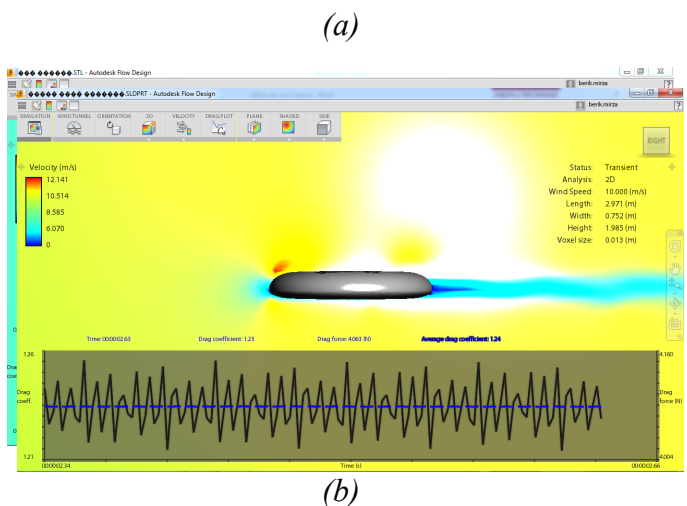 (a)
.STL - Autodesk Flow Design
berik.mirza
?
.SLDPRT - Autodesk Flow Design
berik.mirza
?
SIMULATION WIND TUNNEL ORIENTATION 2D VELOCITY DRAG PLOT PLANE SHADED SIDE
RIGHT
Velocity (m/s)
12.141
10.514
8.585
6.070
0
Status: Transient
Analysis: 2D
Wind Speed: 10.000 (m/s)
Length: 2.971 (m)
Width: 0.752 (m)
Height: 1.985 (m)
Voxel size: 0.013 (m)
Time: 00:00:02.63 Drag coefficient: 1.23 Drag force: 4.063 (N) Average drag coefficient: 1.24
1.26
4.160
Drag
coeff.
Drag
force (N)
1.21
4.004
00:00:02.34 Time (s) 00:00:02.66
(b)